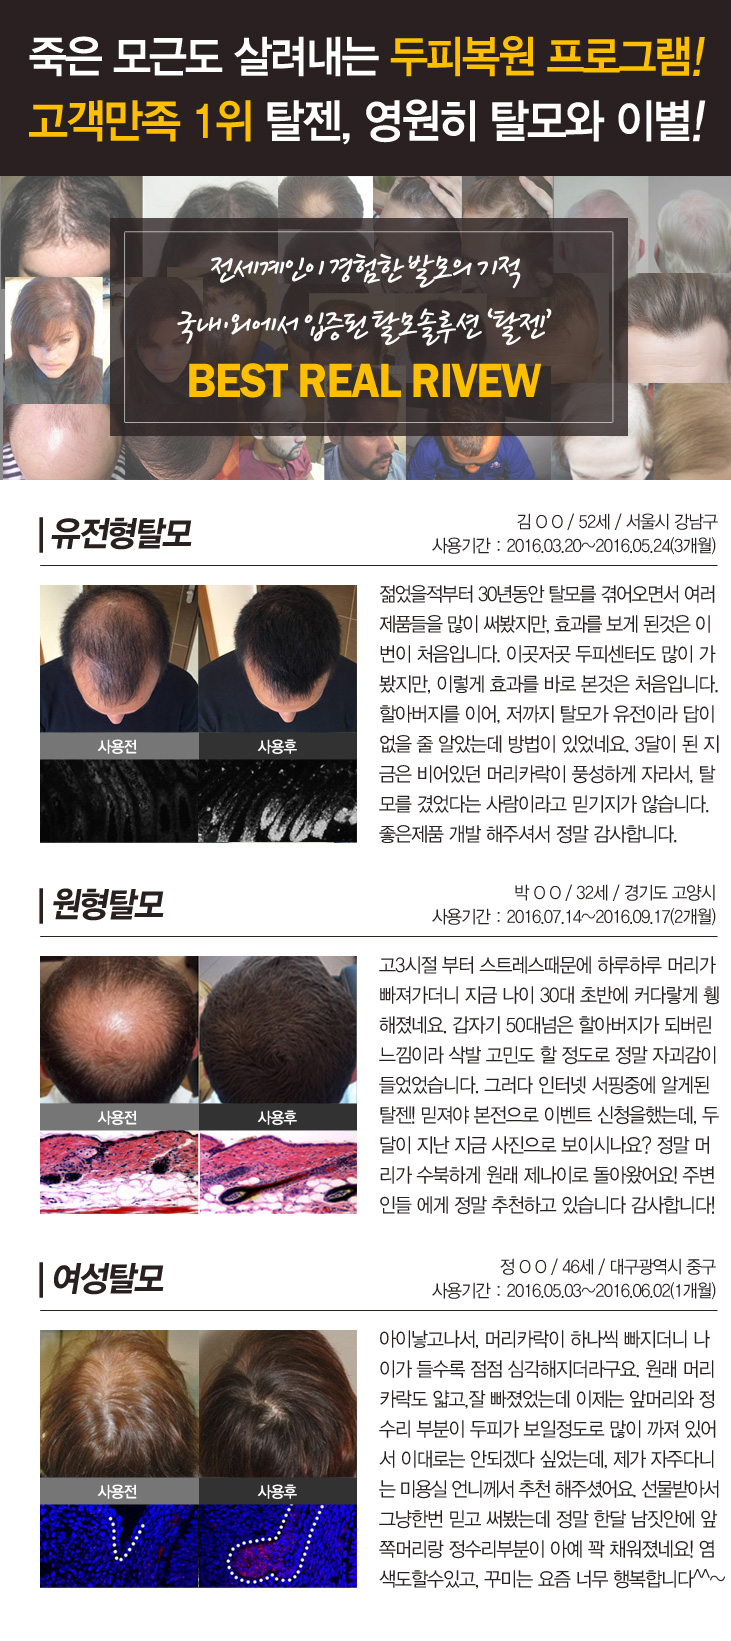 죽은 모근도 살려내는 두피복원 프로그램!
고객만족 1위 탈젠, 영원히 탈모와 이별!
전세계인이 경험한 발모의 기적
국내·외에서 입증된 탈모솔루션 '탈젠'
BEST REAL RIVEW
유전형탈모
김 O O / 52세 / 서울시 강남구
사용기간 : 2016.03.20~2016.05.24(3개월)
젊었을적부터 30년동안 탈모를 겪어오면서 여러
제품들을 많이 써봤지만, 효과를 보게 된것은 이
번이 처음입니다. 이곳저곳 두피센터도 많이 가
봤지만, 이렇게 효과를 바로 본것은 처음입니다.
할아버지를 이어, 저까지 탈모가 유전이라 답이
없을 줄 알았는데 방법이 있었네요. 3달이 된 지
금은 비어있던 머리카락이 풍성하게 자라서, 탈
모를 겼었다는 사람이라고 믿기지가 않습니다.
좋은제품 개발 해주셔서 정말 감사합니다.
사용전
사용후
원형탈모
박 O O / 32세 / 경기도 고양시
사용기간 : 2016.07.14~2016.09.17(2개월)
고3시절 부터 스트레스때문에 하루하루 머리가
빠져가더니 지금 나이 30대 초반에 커다랗게 휑
해졌네요. 갑자기 50대넘은 할아버지가 되버린
느낌이라 삭발 고민도 할 정도로 정말 자괴감이
들었었습니다. 그러다 인터넷 서핑중에 알게된
탈젠!! 믿져야 본전으로 이벤트 신청을했는데, 두
달이 지난 지금 사진으로 보이시나요? 정말 머
리가 수북하게 원래 제나이로 돌아왔어요! 주변
인들 에게 정말 추천하고 있습니다 감사합니다!
사용전
사용후
여성탈모
정 O O / 46세 / 대구광역시 중구
사용기간 : 2016.05.03~2016.06.02(1개월)
아이낳고나서, 머리카락이 하나씩 빠지더니 나
이가 들수록 점점 심각해지더라구요. 원래 머리
카락도 얇고,잘 빠졌었는데 이제는 앞머리와 정
수리 부분이 두피가 보일정도로 많이 까져 있어
서 이대로는 안되겠다 싶었는데, 제가 자주다니
는 미용실 언니께서 추천 해주셨어요. 선물받아서
그냥한번 믿고 써봤는데 정말 한달 남짓안에 앞
쪽머리랑 정수리부분이 아예 꽉 채워졌네요! 염
색도할수있고, 꾸미는 요즘 너무 행복합니다^^~
사용전
사용후